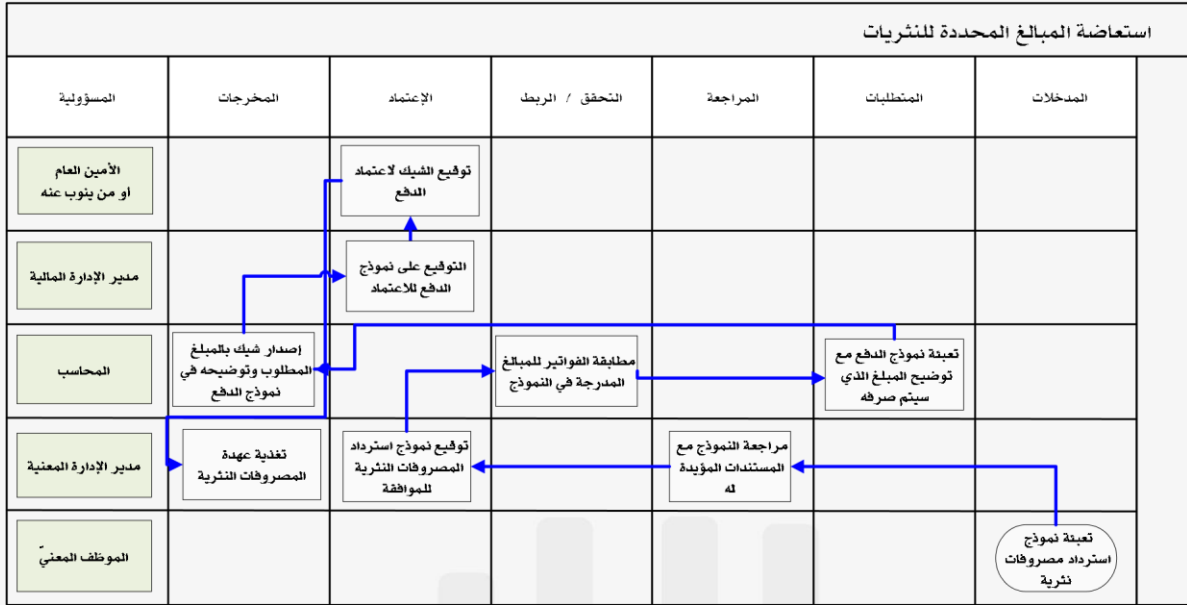 استعاضة المبالغ المحددة للنثريات
المدخلات
المتطلبات
المراجعة
التحقق / الربط
الإعتماد
المخرجات
المسؤولية
توقيع الشيك لاعتماد
الدفع
الأمين العام
او من ينوب عنه
التوقيع على نموذج
الدفع للاعتماد
مدير الإدارة المالية
تعبئة نموذج الدفع مع
توضيح المبلغ الذي
سيتم صرفه
مطابقة الفواتير للمبالغ
المدرجة في النموذج
إصدار شيك بالمبلغ
المطلوب وتوضيحه في
نموذج الدفع
المحاسب
مراجعة النموذج مع
المستندات المؤيدة
له
توقيع نموذج استرداد
المصروفات النثرية
للموافقة
تغذية عهدة
المصروفات النثرية
مدير الإدارة المعنية
تعبئة نموذج
استرداد مصروفات
نثرية
الموظف المعنيّ